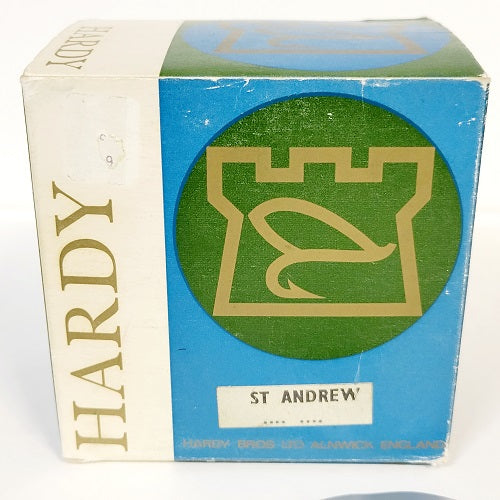 HARDY
HARDY
ST ANDREW
HARDY BROS LTD ALNWICK ENGLAND